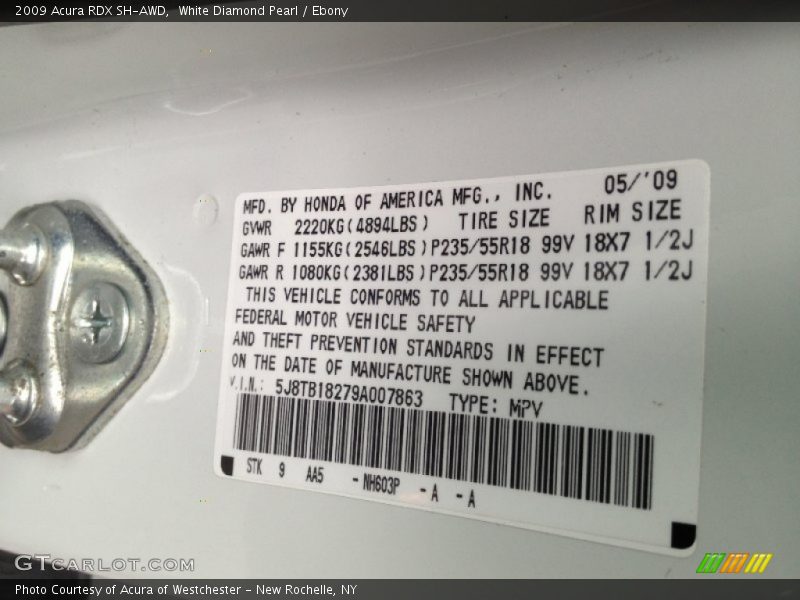 2009 Acura RDX SH-AWD, White Diamond Pearl / Ebony
MFD. BY HONDA OF AMERICA MFG., INC. 05/'09
GVWR 2220KG(4894LBS) TIRE SIZE RIM SIZE
GAWR F 1155KG(2546LBS)P235/55R18 99V 18X7 1/2J
GAWR R 1080KG(2381LBS)P235/55R18 99V 18X7 1/2J
THIS VEHICLE CONFORMS TO ALL APPLICABLE
FEDERAL MOTOR VEHICLE SAFETY
AND THEFT PREVENTION STANDARDS IN EFFECT
ON THE DATE OF MANUFACTURE SHOWN ABOVE.
V.I.N.: 5J8TB18279A007863 TYPE: MPV
STK 9 AA5 -NH603P -A -A
GTCARLOT.COM
Photo Courtesy of Acura of Westchester - New Rochelle, NY